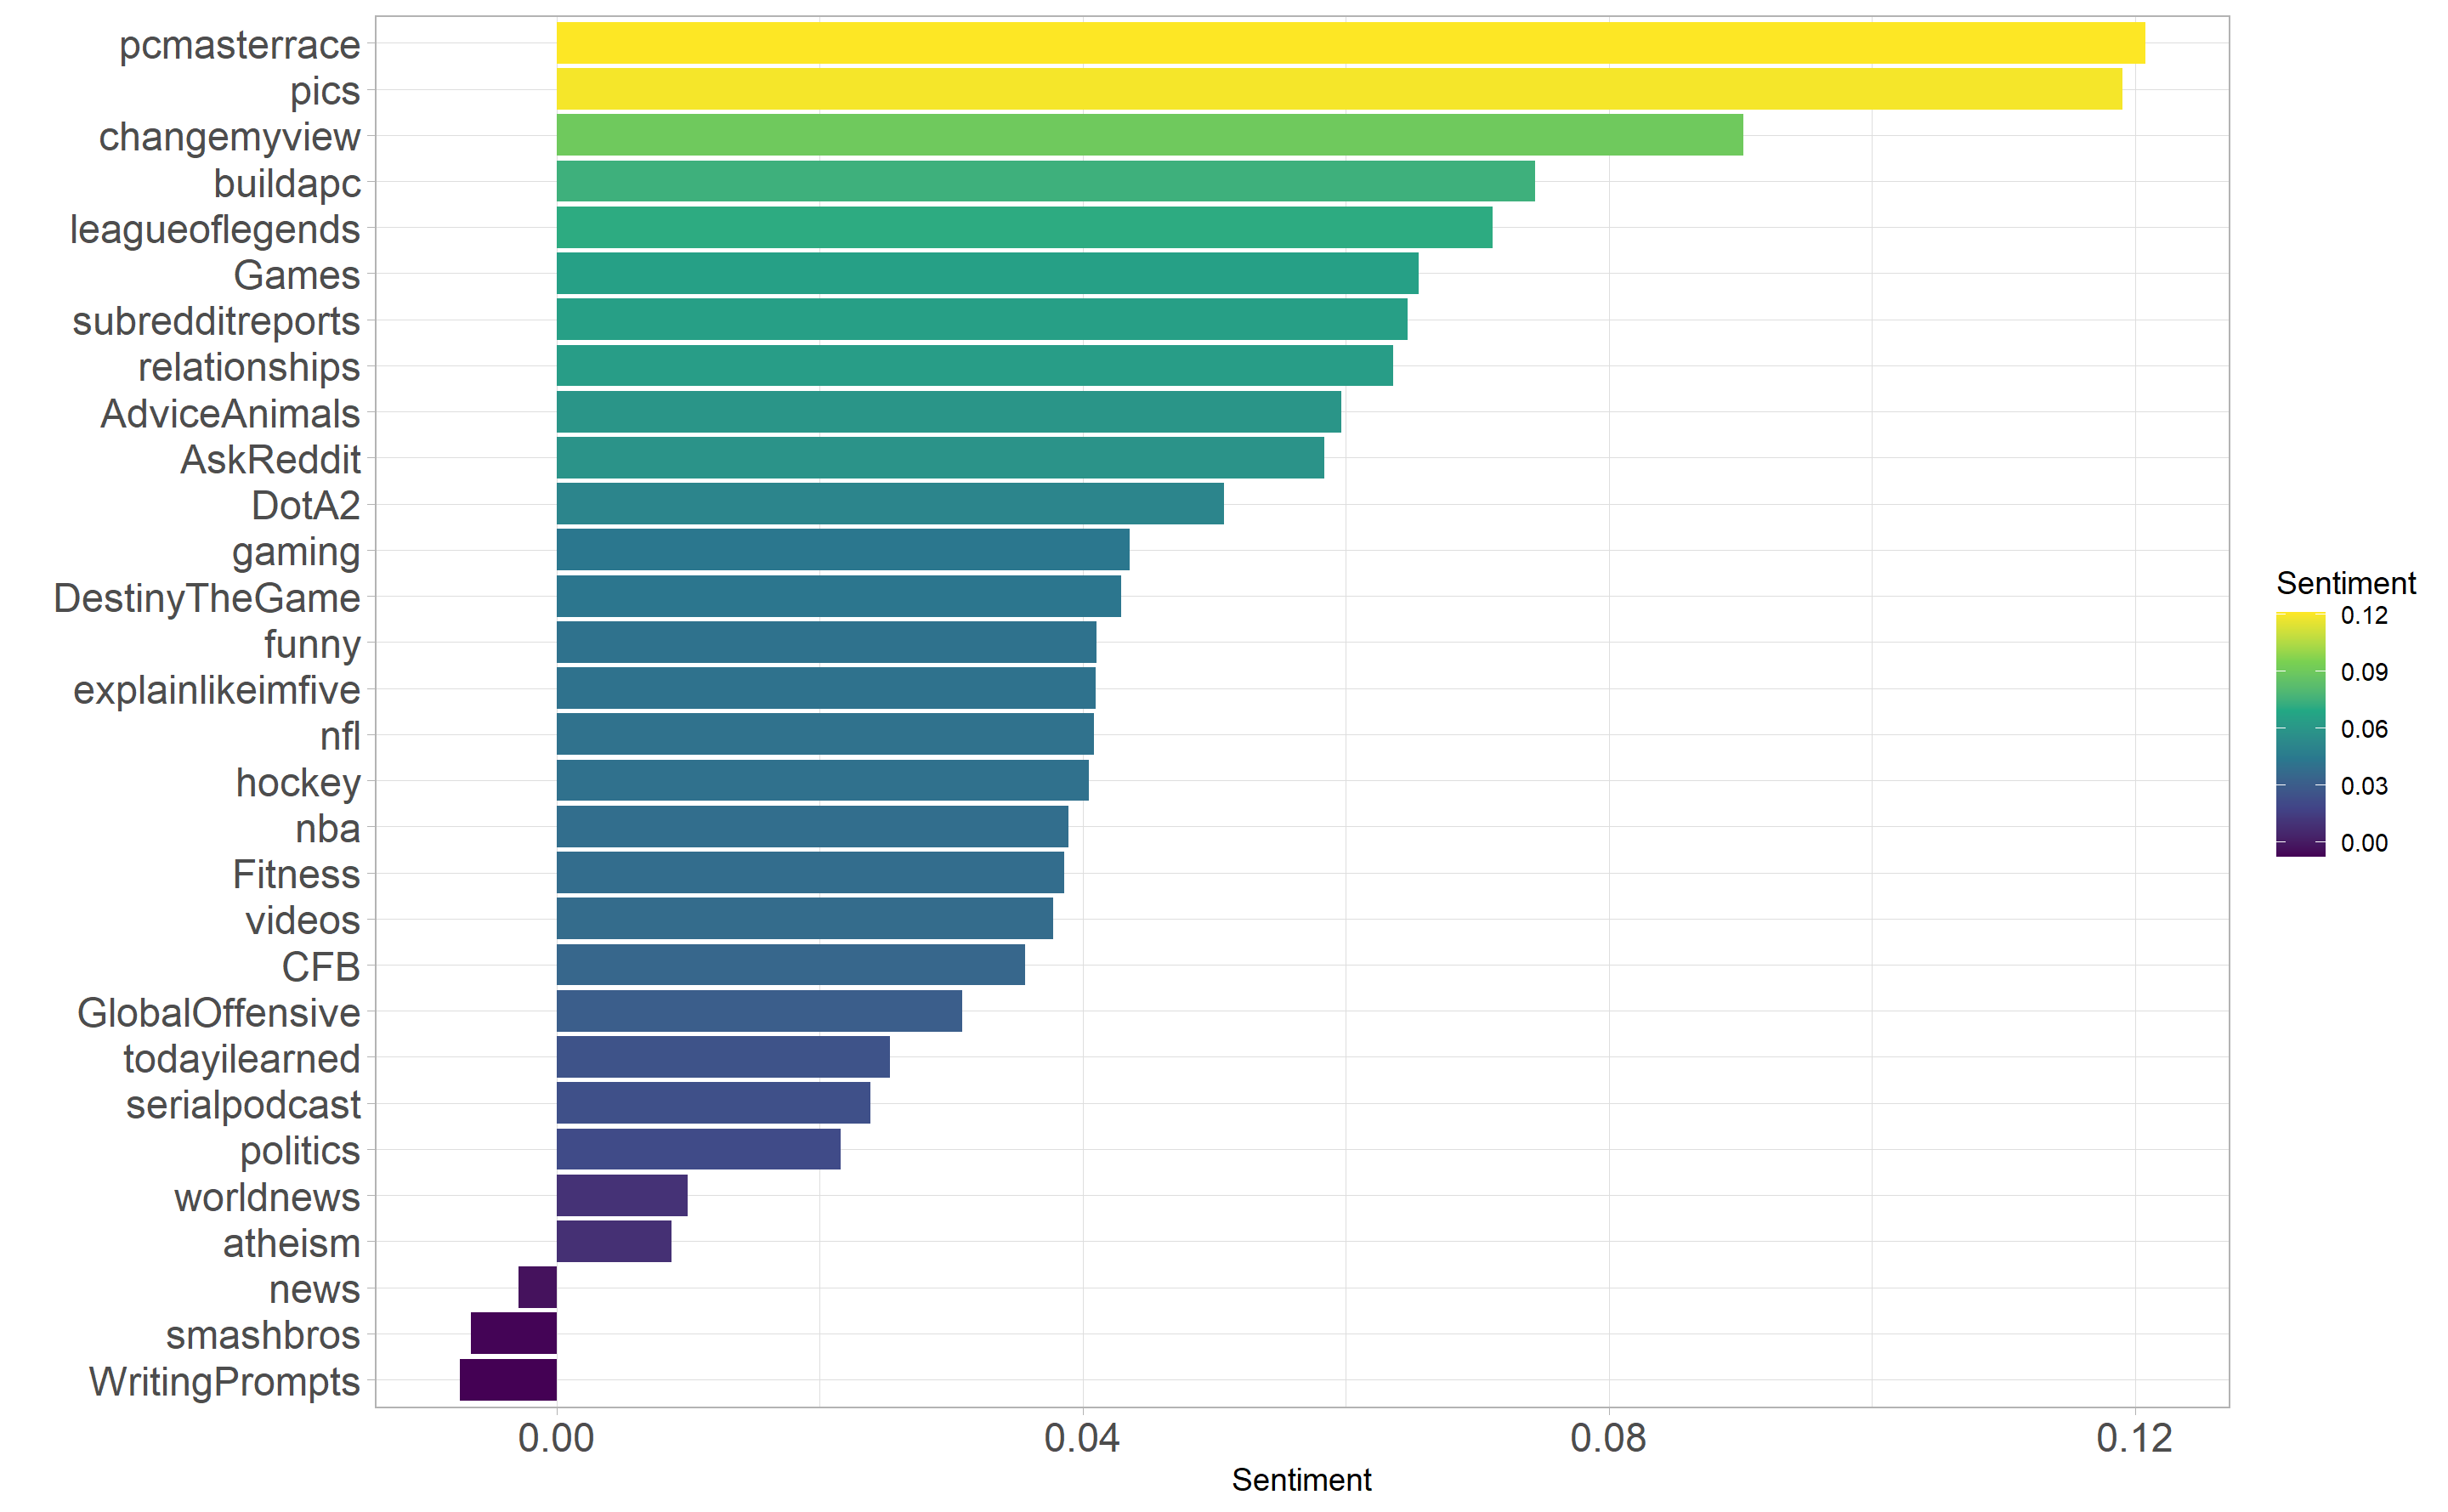 pcmasterrace
pics
changemyview
buildapc
leagueoflegends
Games
subredditreports
relationships
AdviceAnimals
AskReddit
DotA2
gaming
DestinyTheGame
funny
explainlikeimfive
nfl
hockey
nba
Fitness
videos
CFB
GlobalOffensive
todayilearned
serialpodcast
politics
worldnews
atheism
news
smashbros
WritingPrompts
0.00 0.04 0.08 0.12
Sentiment
Sentiment
0.12
0.09
0.06
0.03
0.00